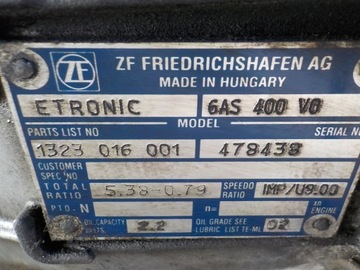 ZF FRIEDRICHSHAFEN AG
MADE IN HUNGARY
ETRONIC 6AS 400 VO
PARTS LIST NO MODEL SERIAL N
1323 016 001 478438
CUSTOMER
SPEC NO
TOTAL RATIO 5.38-0.79 SPEEDO RATIO IMP/U9.00
P.T.O. N n= XN ENGINE
OIL CAPACITY 2.2 OIL GRADE SEE LUBRIC. LIST TE-ML 02